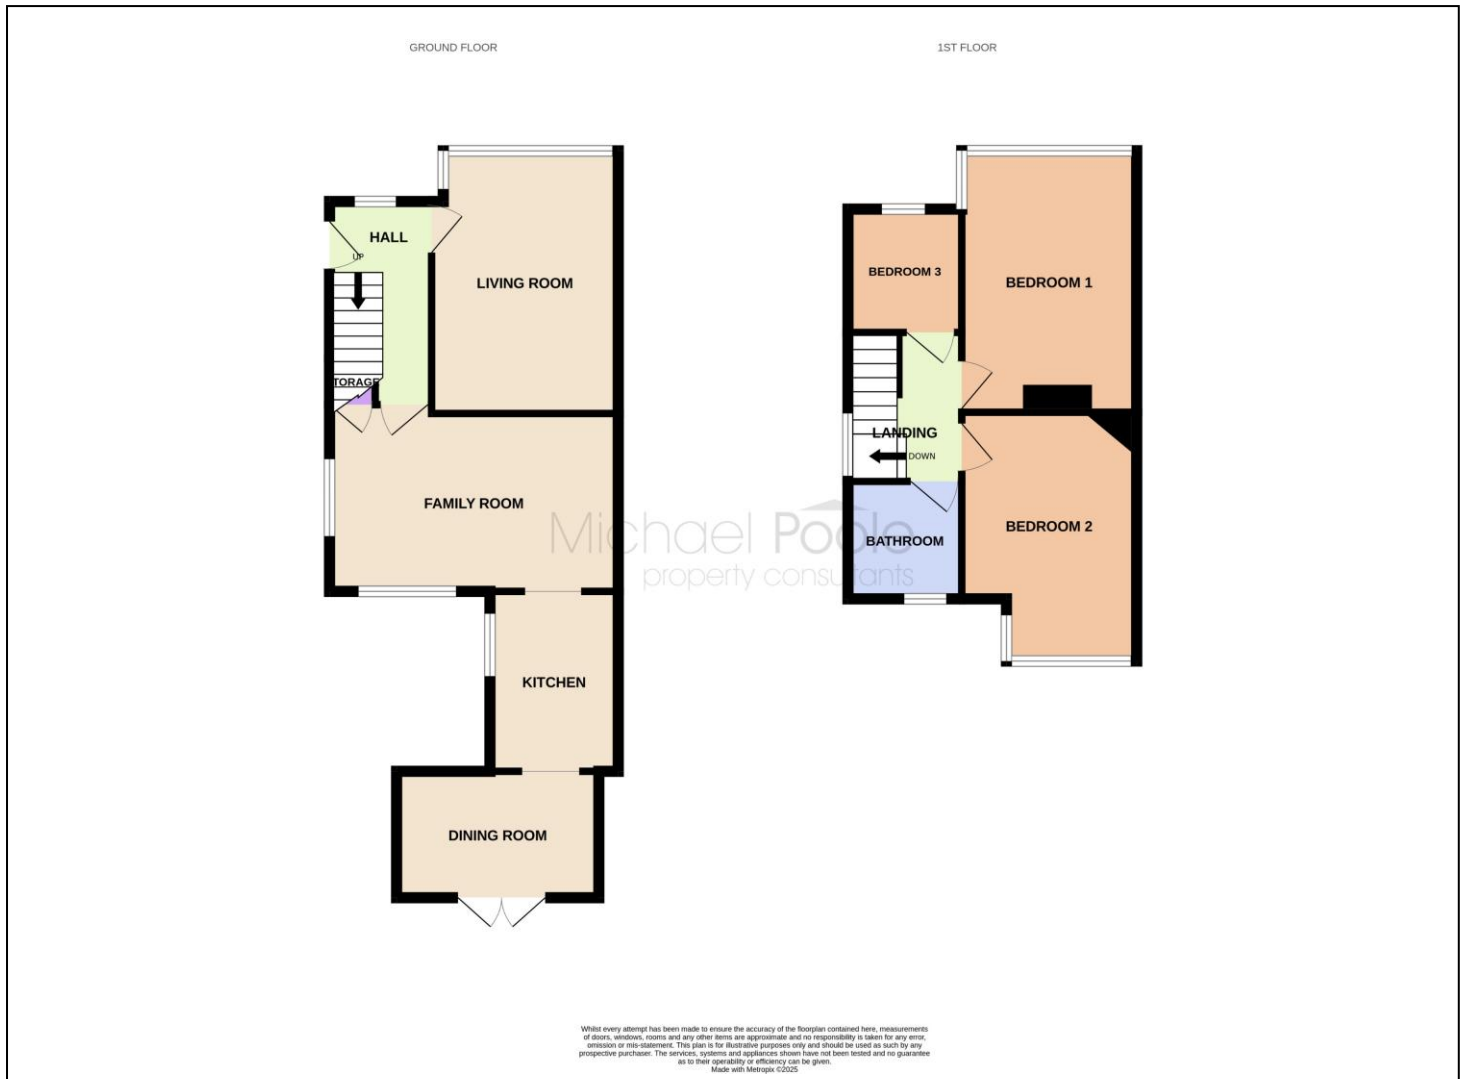 GROUND FLOOR
1ST FLOOR
HALL
UP
LIVING ROOM
TORAGE
FAMILY ROOM
KITCHEN
DINING ROOM
BEDROOM 3
BEDROOM 1
LANDING
DOWN
BATHROOM
BEDROOM 2
Michael Poole
property consultants
Whilst every attempt has been made to ensure the accuracy of the floorplan contained here, measurements
of doors, windows, rooms and any other items are approximate and no responsibility is taken for any error,
omission or mis-statement. This plan is for illustrative purposes only and should be used as such by any
prospective purchaser. The services, systems and appliances shown have not been tested and no guarantee
as to their operability or efficiency can be given.
Made with Metropix ©2025